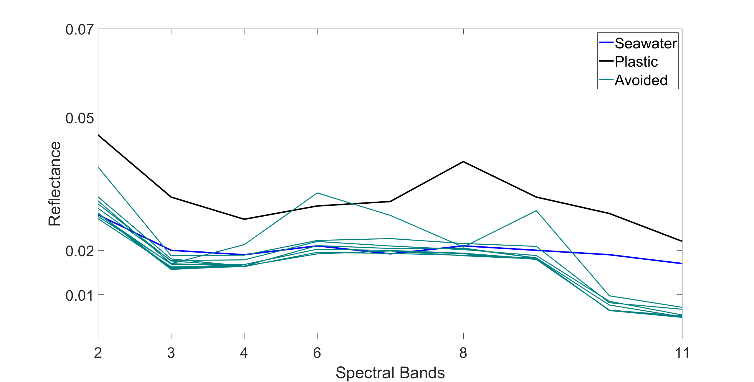 0.07
0.05
0.02
0.01
Reflectance
Seawater
Plastic
Avoided
2 3 4 6 8 11
Spectral Bands